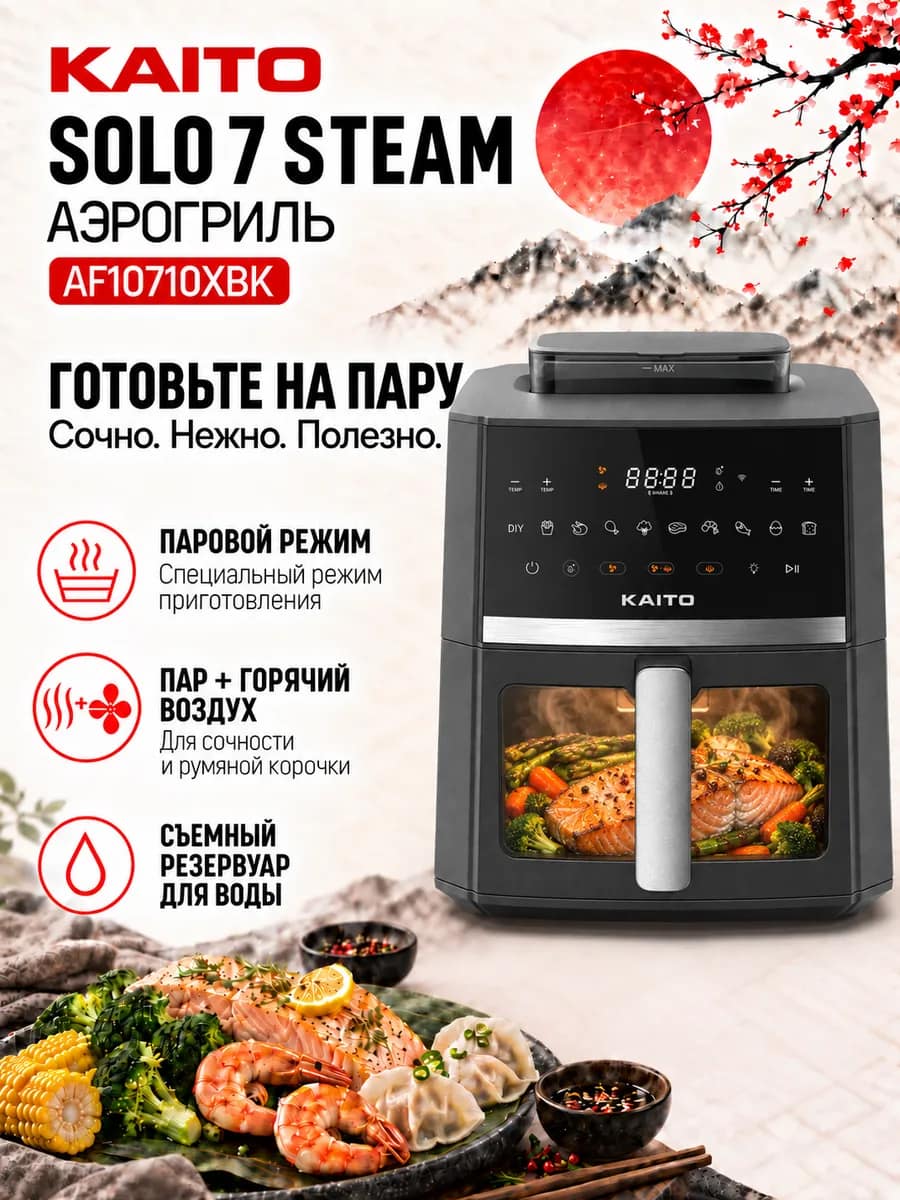 KAITO
SOLO 7 STEAM
АЭРОГРИЛЬ
AF10710XBK
ГОТОВЬТЕ НА ПАРУ
Сочно. Нежно. Полезно.
ПАРОВОЙ РЕЖИМ
Специальный режим
приготовления
ПАР + ГОРЯЧИЙ
ВОЗДУХ
Для сочности
и румяной корочки
СЪЕМНЫЙ
РЕЗЕРВУАР
ДЛЯ ВОДЫ
MAX
88:88
SHAKE
− TEMP + TEMP − TIME + TIME
DIY
KAITO